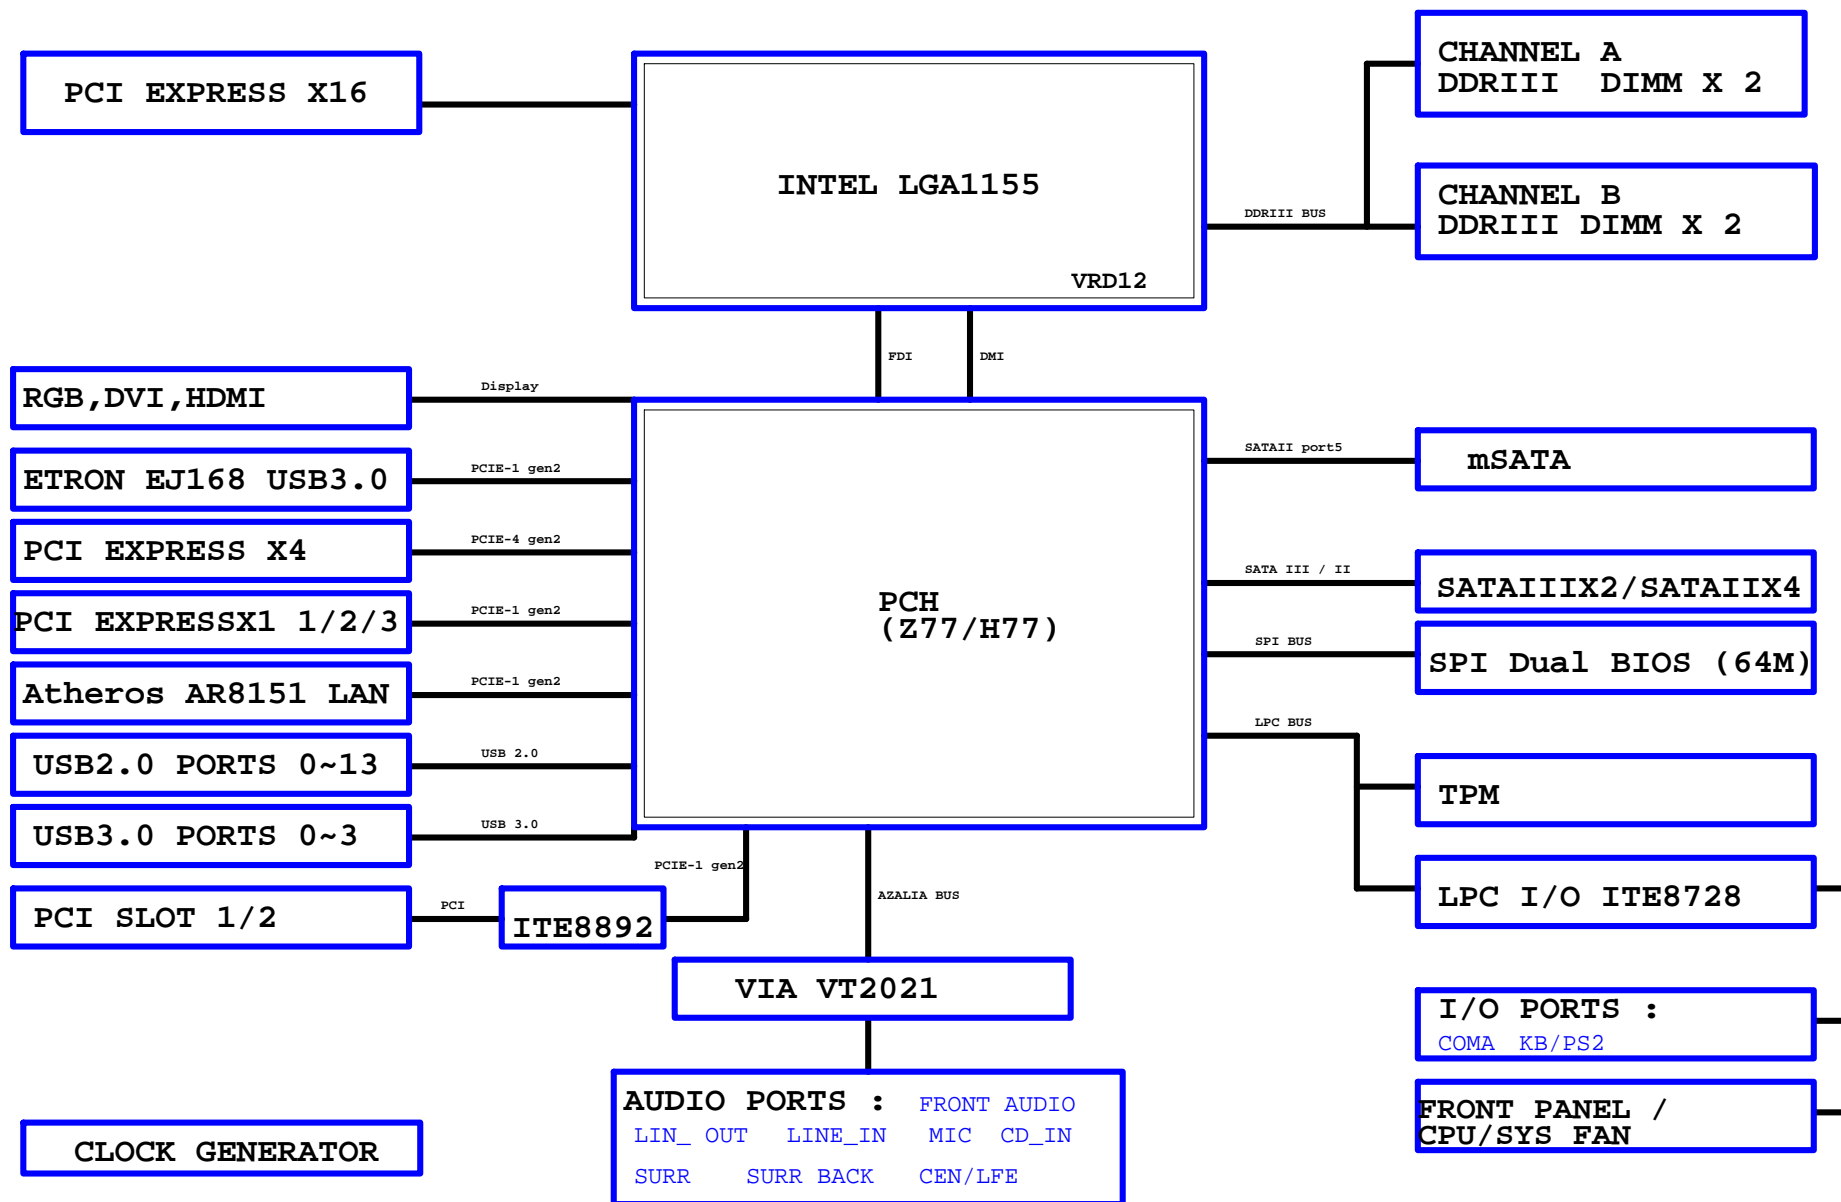 PCI EXPRESS X16
INTEL LGA1155
VRD12
DDRIII BUS
CHANNEL A
DDRIII DIMM X 2
CHANNEL B
DDRIII DIMM X 2
FDI
DMI
RGB,DVI,HDMI
Display
ETRON EJ168 USB3.0
PCIE-1 gen2
PCI EXPRESS X4
PCIE-4 gen2
PCI EXPRESSX1 1/2/3
PCIE-1 gen2
Atheros AR8151 LAN
PCIE-1 gen2
USB2.0 PORTS 0~13
USB 2.0
USB3.0 PORTS 0~3
USB 3.0
PCI SLOT 1/2
PCI
ITE8892
PCIE-1 gen2
PCH
(Z77/H77)
SATAII port5
mSATA
SATA III / II
SATAIIIX2/SATAIIX4
SPI BUS
SPI Dual BIOS (64M)
LPC BUS
TPM
LPC I/O ITE8728
AZALIA BUS
VIA VT2021
I/O PORTS :
COMA KB/PS2
FRONT PANEL /
CPU/SYS FAN
AUDIO PORTS : FRONT AUDIO
LIN_ OUT LINE_IN MIC CD_IN
SURR SURR BACK CEN/LFE
CLOCK GENERATOR